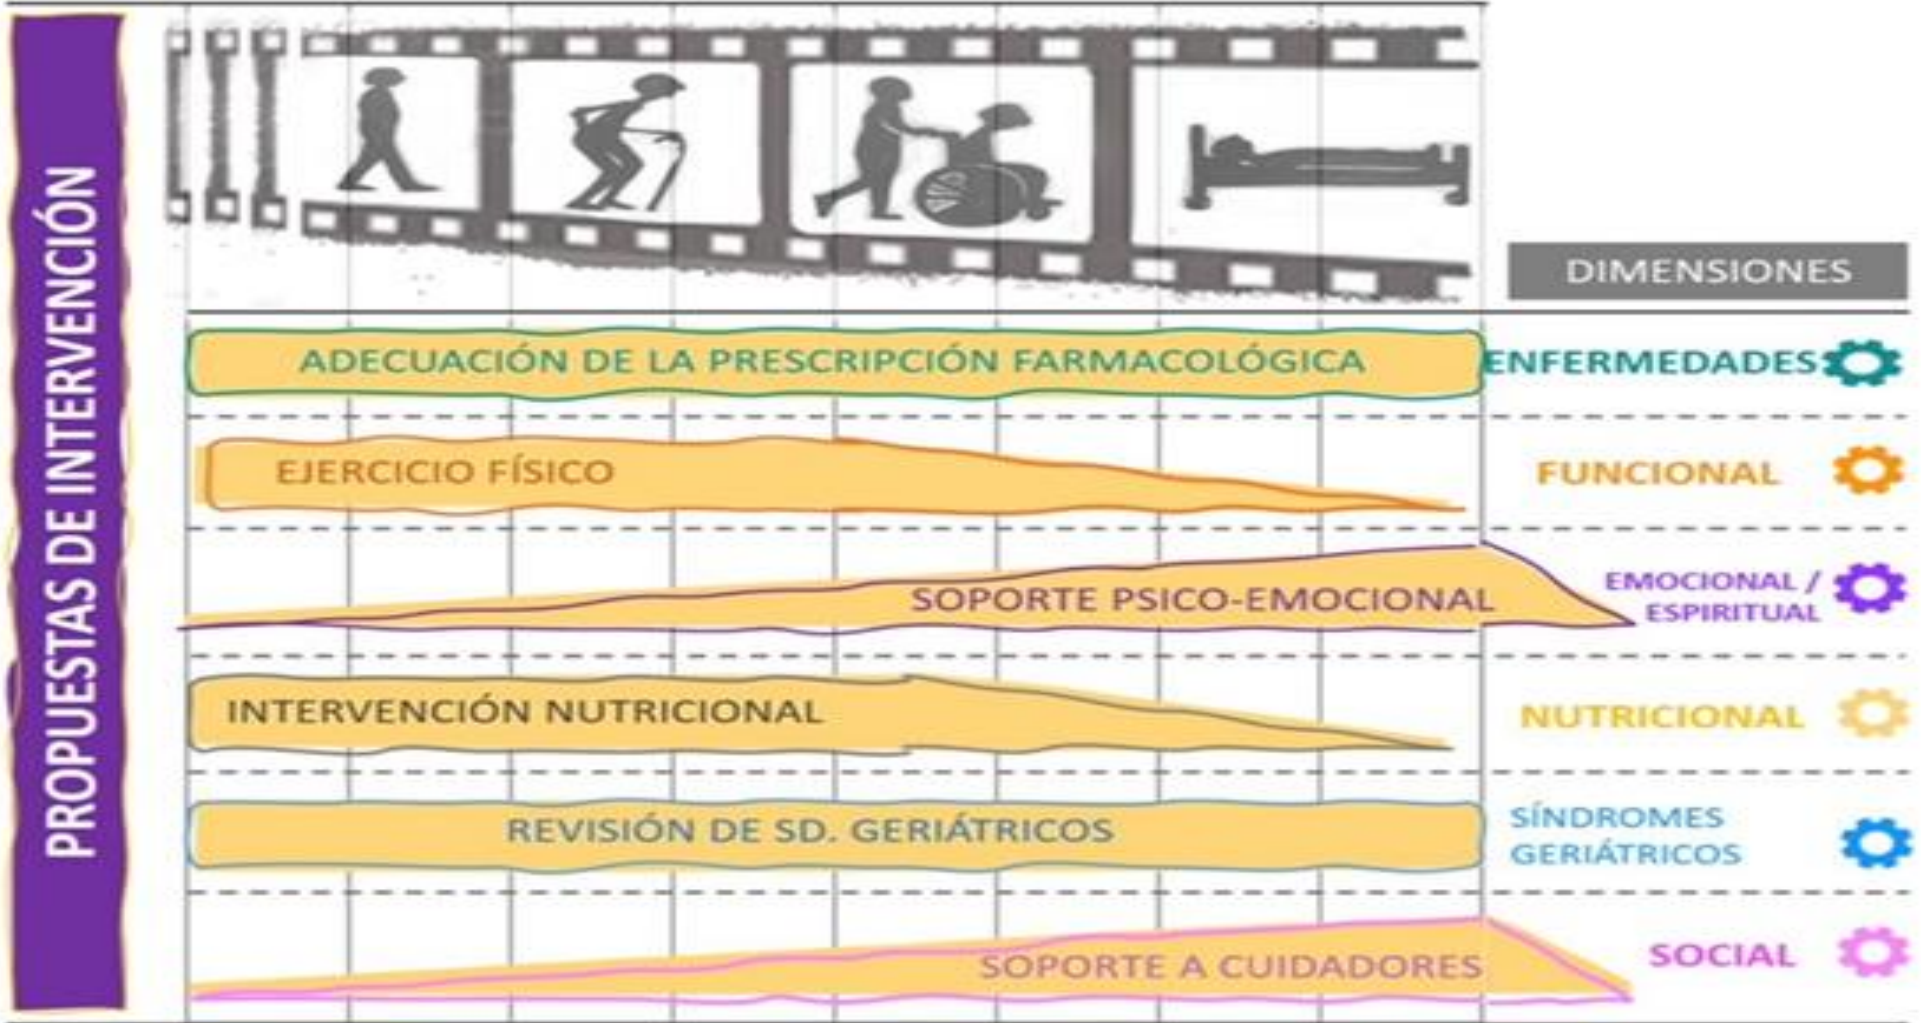 PROPUESTAS DE INTERVENCIÓN
DIMENSIONES
ADECUACIÓN DE LA PRESCRIPCIÓN FARMACOLÓGICA
ENFERMEDADES
EJERCICIO FÍSICO
FUNCIONAL
SOPORTE PSICO-EMOCIONAL
EMOCIONAL /
ESPIRITUAL
INTERVENCIÓN NUTRICIONAL
NUTRICIONAL
REVISIÓN DE SD. GERIÁTRICOS
SÍNDROMES
GERIÁTRICOS
SOPORTE A CUIDADORES
SOCIAL